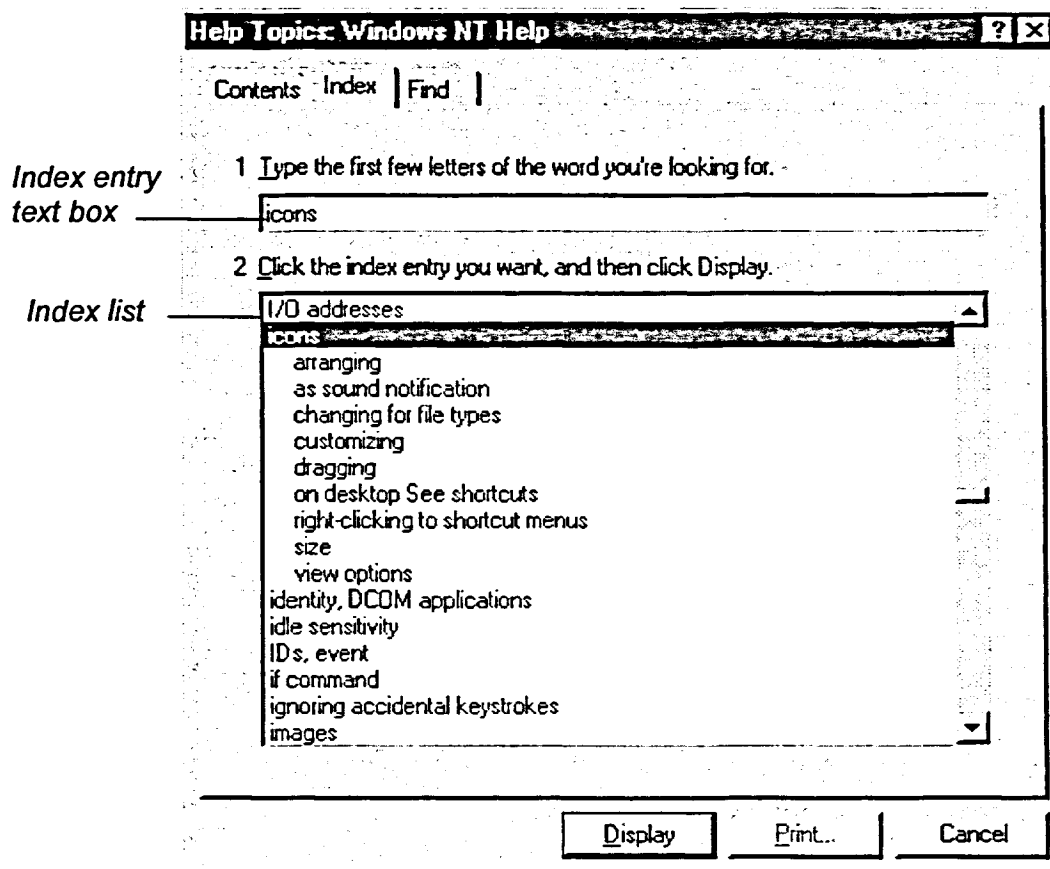 Help Topics: Windows NT Help
Contents Index Find
1 Type the first few letters of the word you're looking for.
Index entry
text box
icons
2 Click the index entry you want, and then click Display.
Index list
I/O addresses
icons
arranging
as sound notification
changing for file types
customizing
dragging
on desktop See shortcuts
right-clicking to shortcut menus
size
view options
identity, DCOM applications
idle sensitivity
IDs, event
if command
ignoring accidental keystrokes
images
Display Print... Cancel